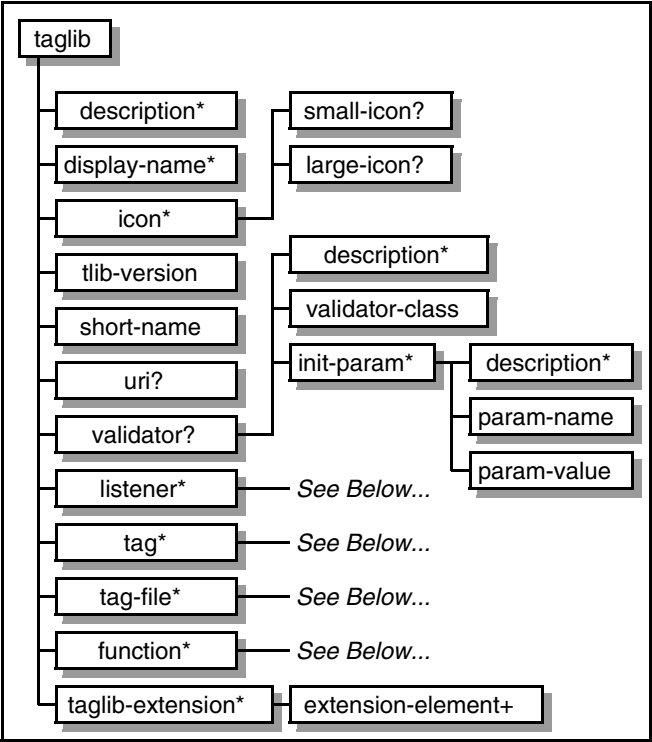 taglib
description*
small-icon?
display-name*
large-icon?
icon*
description*
tlib-version
validator-class
short-name
init-param*
description*
uri?
param-name
validator?
param-value
listener*
See Below...
tag*
See Below...
tag-file*
See Below...
function*
See Below...
taglib-extension*
extension-element+